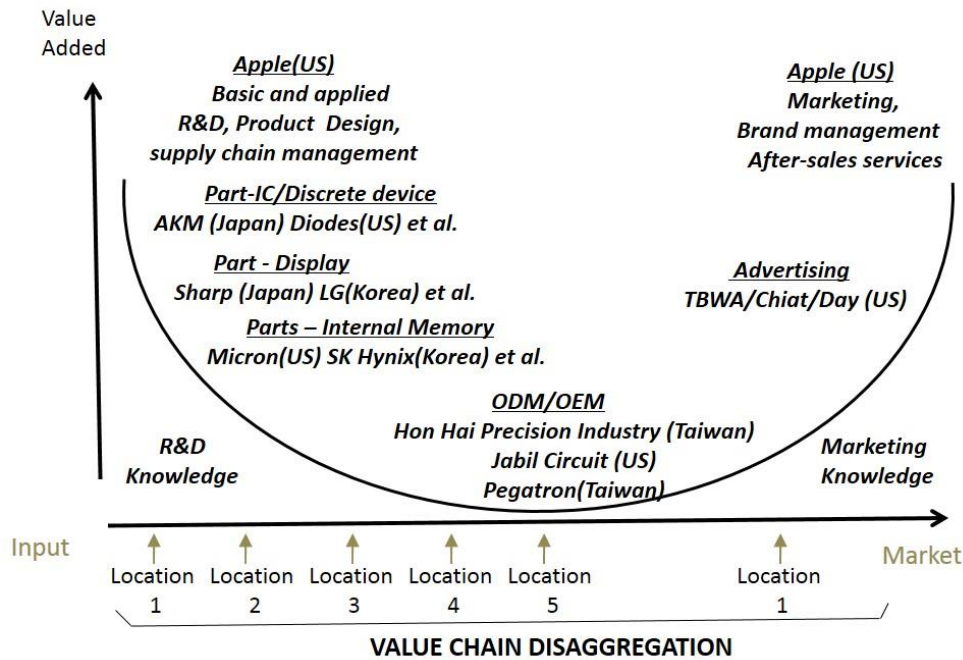 Value
Added
Apple(US)
Basic and applied
R&D, Product Design,
supply chain management
Apple (US)
Marketing,
Brand management
After-sales services
Part-IC/Discrete device
AKM (Japan) Diodes(US) et al.
Part - Display
Sharp (Japan) LG(Korea) et al.
Advertising
TBWA/Chiat/Day (US)
Parts – Internal Memory
Micron(US) SK Hynix(Korea) et al.
ODM/OEM
Hon Hai Precision Industry (Taiwan)
Jabil Circuit (US)
Pegatron(Taiwan)
R&D
Knowledge
Marketing
Knowledge
Input
Market
Location
1
Location
2
Location
3
Location
4
Location
5
Location
1
VALUE CHAIN DISAGGREGATION